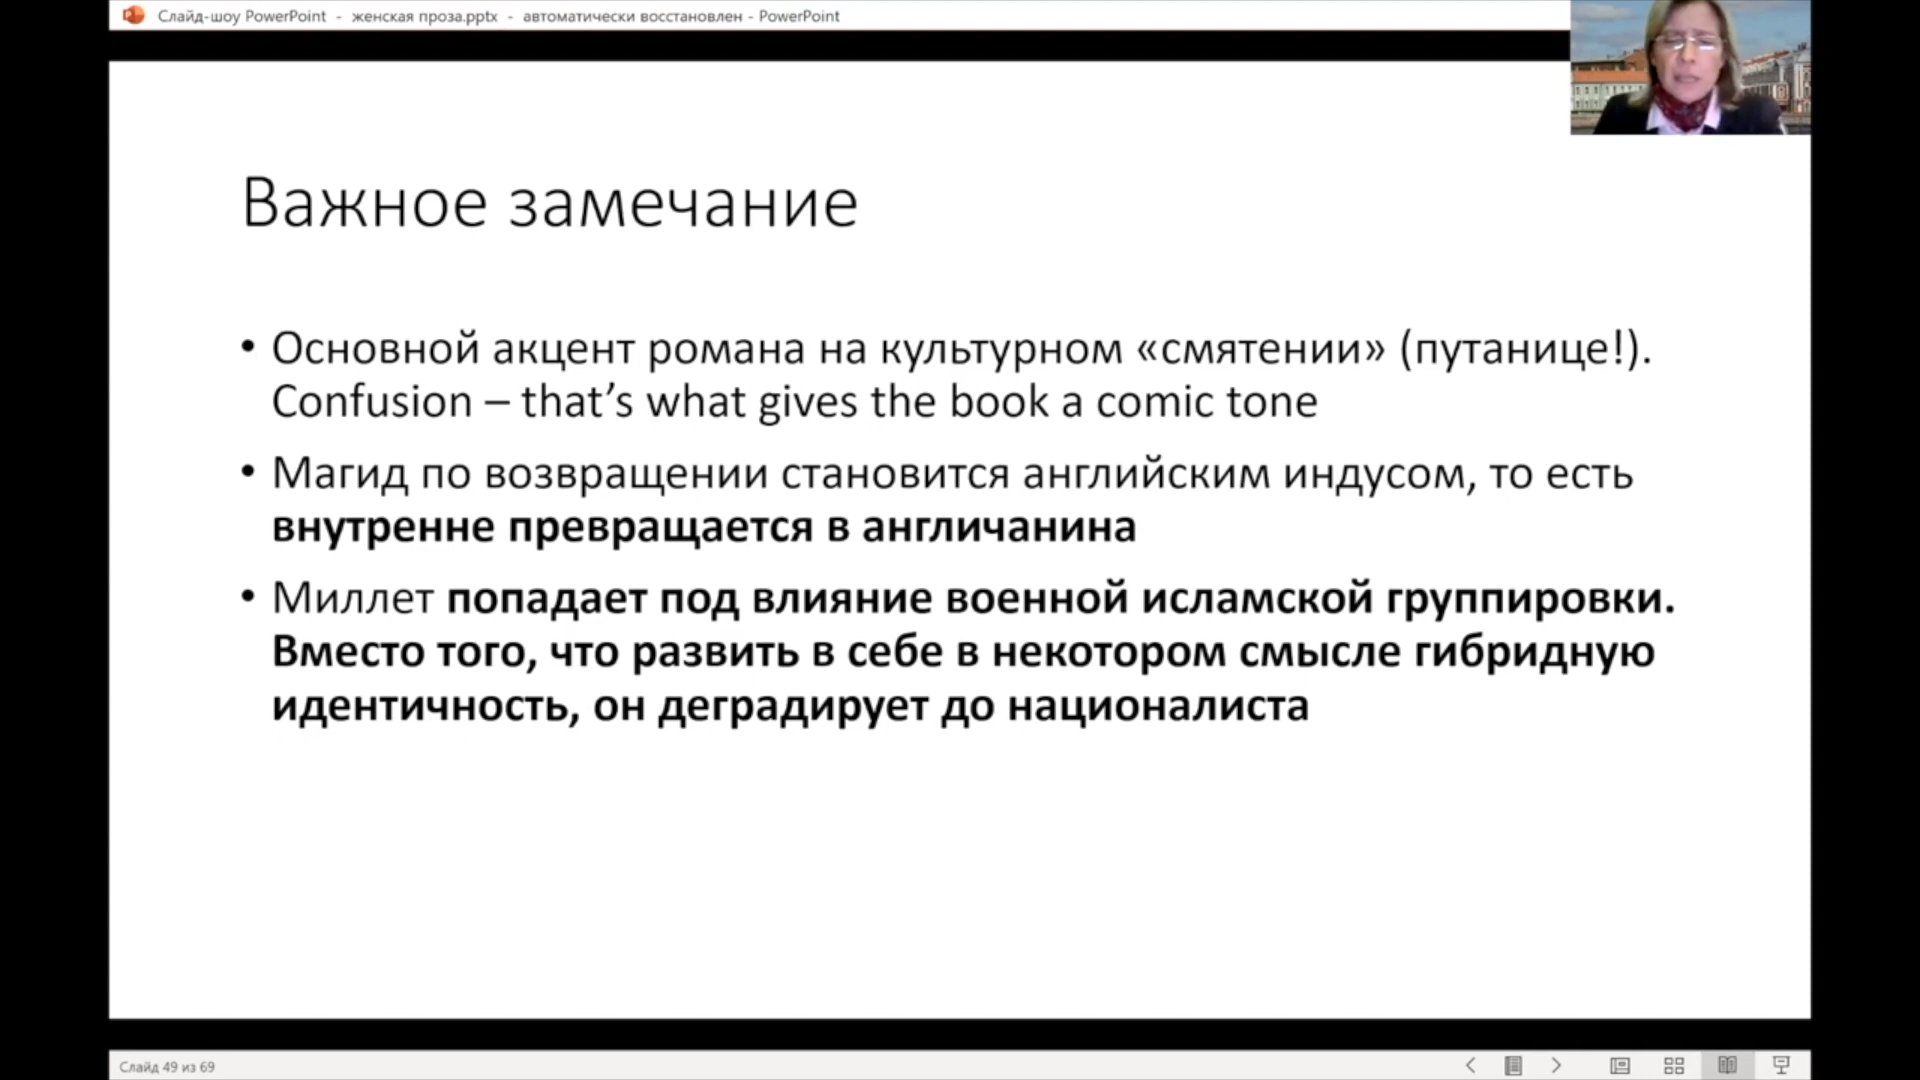 Слайд-шоу PowerPoint - женская проза.pptx - автоматически восстановлен - PowerPoint
Важное замечание
• Основной акцент романа на культурном «смятении» (путанице!).
Confusion – that’s what gives the book a comic tone
• Магид по возвращении становится английским индусом, то есть
внутренне превращается в англичанина
• Миллет попадает под влияние военной исламской группировки.
Вместо того, что развить в себе в некотором смысле гибридную
идентичность, он деградирует до националиста
Слайд 49 из 69